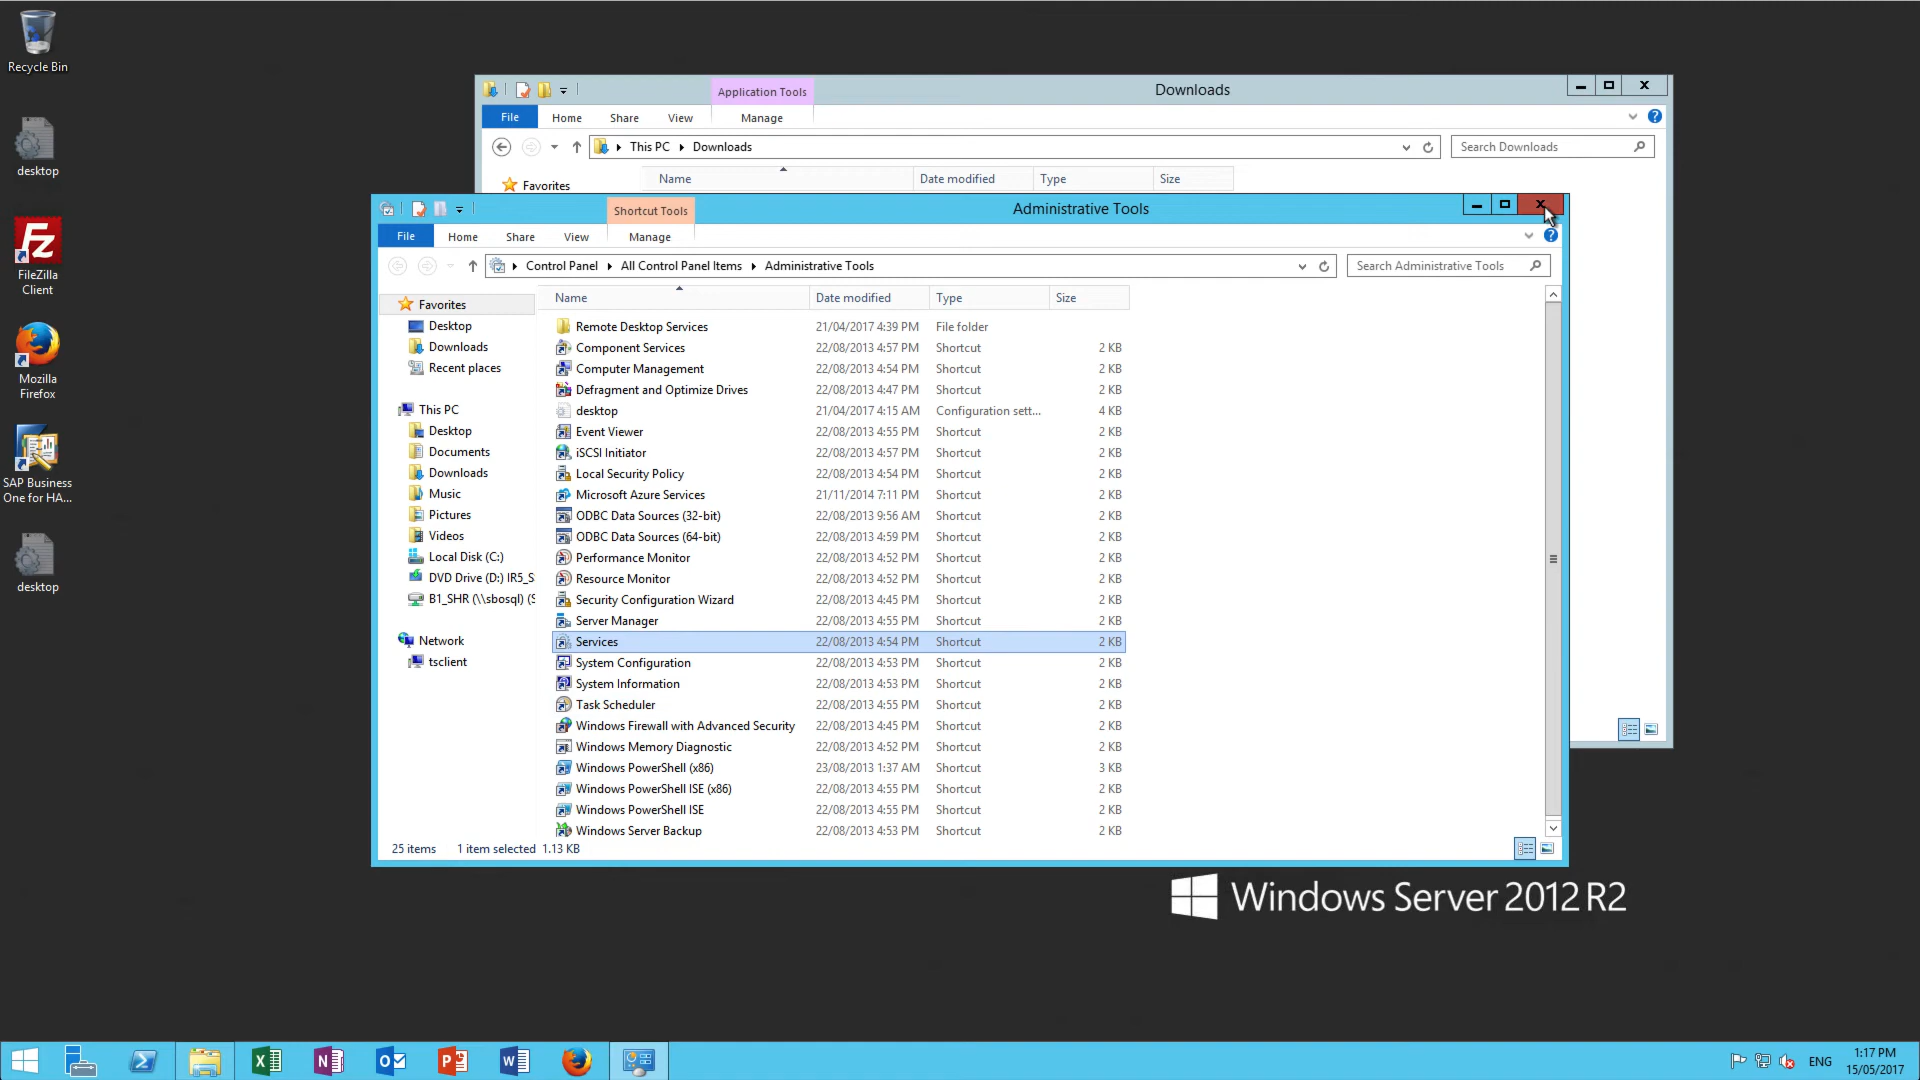 Recycle Bin
desktop
FileZilla
Client
Mozilla
Firefox
SAP Business
One for HA...
desktop
Application Tools
Downloads
File
Home
Share
View
Manage
This PC
Downloads
Search Downloads
Name
Date modified
Type
Size
Favorites
Shortcut Tools
Administrative Tools
File
Home
Share
View
Manage
Control Panel
All Control Panel Items
Administrative Tools
Search Administrative Tools
Favorites
Desktop
Downloads
Recent places
This PC
Desktop
Documents
Downloads
Music
Pictures
Videos
Local Disk (C:)
DVD Drive (D:) IR5_S
B1_SHR (\\sbosql) (S
Network
tsclient
Name Date modified Type Size
Remote Desktop Services 21/04/2017 4:39 PM File folder
Component Services 22/08/2013 4:57 PM Shortcut 2 KB
Computer Management 22/08/2013 4:54 PM Shortcut 2 KB
Defragment and Optimize Drives 22/08/2013 4:47 PM Shortcut 2 KB
desktop 21/04/2017 4:15 AM Configuration sett... 4 KB
Event Viewer 22/08/2013 4:55 PM Shortcut 2 KB
iSCSI Initiator 22/08/2013 4:57 PM Shortcut 2 KB
Local Security Policy 22/08/2013 4:54 PM Shortcut 2 KB
Microsoft Azure Services 21/11/2014 7:11 PM Shortcut 2 KB
ODBC Data Sources (32-bit) 22/08/2013 9:56 AM Shortcut 2 KB
ODBC Data Sources (64-bit) 22/08/2013 4:59 PM Shortcut 2 KB
Performance Monitor 22/08/2013 4:52 PM Shortcut 2 KB
Resource Monitor 22/08/2013 4:52 PM Shortcut 2 KB
Security Configuration Wizard 22/08/2013 4:45 PM Shortcut 2 KB
Server Manager 22/08/2013 4:55 PM Shortcut 2 KB
Services 22/08/2013 4:54 PM Shortcut 2 KB
System Configuration 22/08/2013 4:53 PM Shortcut 2 KB
System Information 22/08/2013 4:53 PM Shortcut 2 KB
Task Scheduler 22/08/2013 4:55 PM Shortcut 2 KB
Windows Firewall with Advanced Security 22/08/2013 4:45 PM Shortcut 2 KB
Windows Memory Diagnostic 22/08/2013 4:52 PM Shortcut 2 KB
Windows PowerShell (x86) 23/08/2013 1:37 AM Shortcut 3 KB
Windows PowerShell ISE (x86) 22/08/2013 4:55 PM Shortcut 2 KB
Windows PowerShell ISE 22/08/2013 4:55 PM Shortcut 2 KB
Windows Server Backup 22/08/2013 4:53 PM Shortcut 2 KB
25 items 1 item selected 1.13 KB
Windows Server 2012 R2
ENG
1:17 PM
15/05/2017